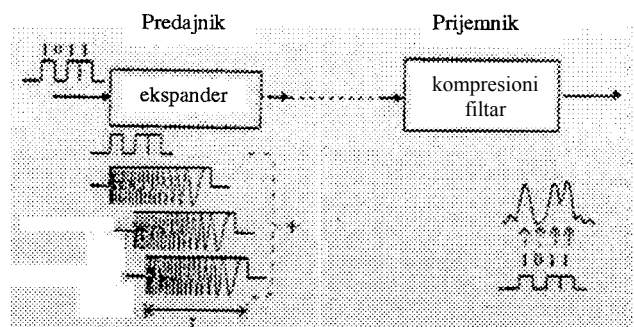 Predajnik
Prijemnik
1 0 1 1
ekspander
kompresioni
filtar
1 0 1 1